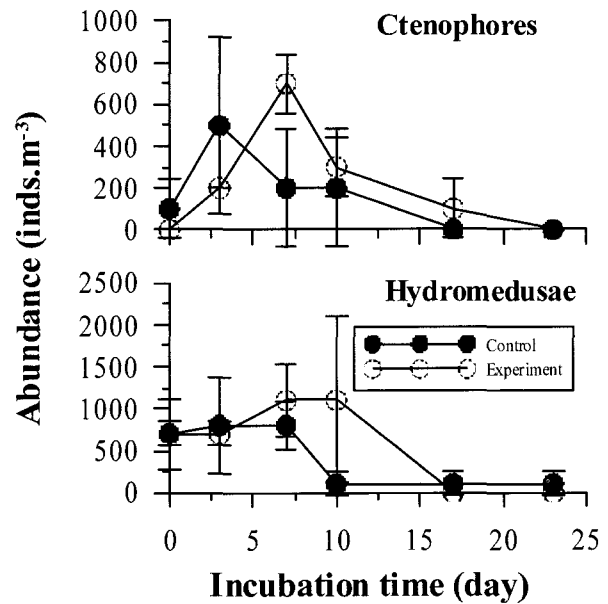 Ctenophores
1000
800
600
400
200
0
Abundance (inds.m-3)
Hydromedusae
2500
2000
1500
1000
500
0
Control
Experiment
0 5 10 15 20 25
Incubation time (day)